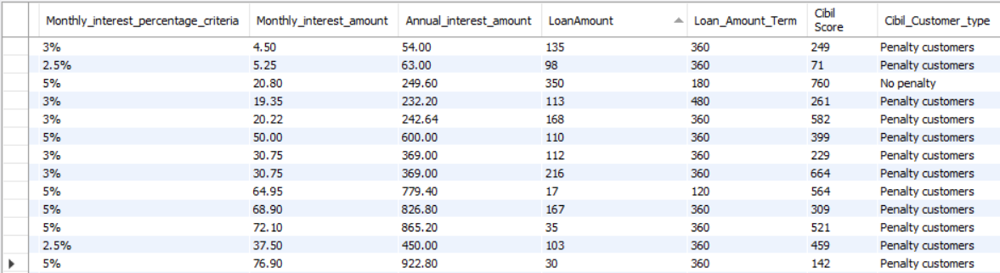 Monthly_interest_percentage_criteria Monthly_interest_amount Annual_interest_amount LoanAmount Loan_Amount_Term Cibil Score Cibil_Customer_type
3% 4.50 54.00 135 360 249 Penalty customers
2.5% 5.25 63.00 98 360 71 Penalty customers
5% 20.80 249.60 350 180 760 No penalty
3% 19.35 232.20 113 480 261 Penalty customers
3% 20.22 242.64 168 360 582 Penalty customers
5% 50.00 600.00 110 360 399 Penalty customers
3% 30.75 369.00 112 360 229 Penalty customers
3% 30.75 369.00 216 360 664 Penalty customers
5% 64.95 779.40 17 120 564 Penalty customers
5% 68.90 826.80 167 360 309 Penalty customers
5% 72.10 865.20 35 360 521 Penalty customers
2.5% 37.50 450.00 103 360 459 Penalty customers
5% 76.90 922.80 30 360 142 Penalty customers